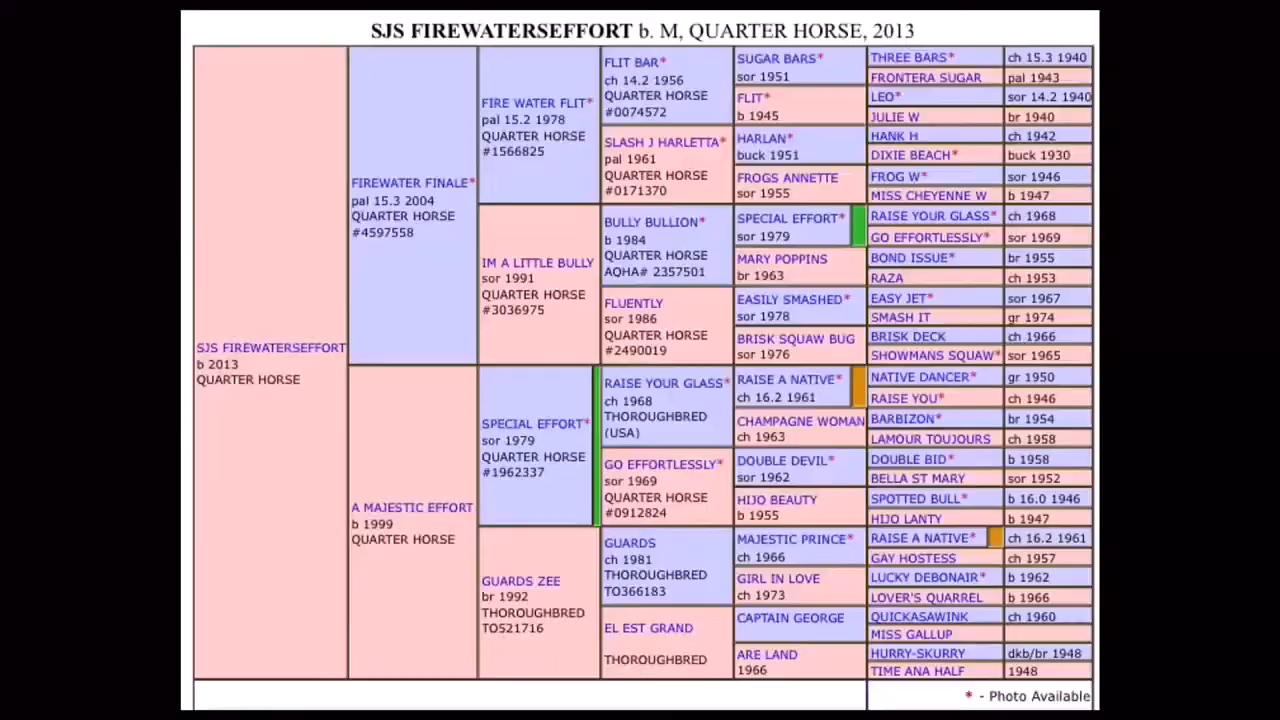 SJS FIREWATERSEFFORT b. M, QUARTER HORSE, 2013
SJS FIREWATERSEFFORT
b 2013
QUARTER HORSE
FIREWATER FINALE*
pal 15.3 2004
QUARTER HORSE
#4597558
A MAJESTIC EFFORT
b 1999
QUARTER HORSE
FIRE WATER FLIT*
pal 15.2 1978
QUARTER HORSE
#1566825
IM A LITTLE BULLY
sor 1991
QUARTER HORSE
#3036975
SPECIAL EFFORT*
sor 1979
QUARTER HORSE
#1962337
GUARDS ZEE
br 1992
THOROUGHBRED
TO521716
FLIT BAR*
ch 14.2 1956
QUARTER HORSE
#0074572
SLASH J HARLETTA*
pal 1961
QUARTER HORSE
#0171370
BULLY BULLION*
b 1984
QUARTER HORSE
AQHA# 2357501
FLUENTLY
sor 1986
QUARTER HORSE
#2490019
RAISE YOUR GLASS*
ch 1968
THOROUGHBRED
(USA)
GO EFFORTLESSLY*
sor 1969
QUARTER HORSE
#0912824
GUARDS
ch 1981
THOROUGHBRED
TO366183
EL EST GRAND
THOROUGHBRED
SUGAR BARS*
sor 1951
FLIT*
b 1945
HARLAN*
buck 1951
FROGS ANNETTE
sor 1955
SPECIAL EFFORT*
sor 1979
MARY POPPINS
br 1963
EASILY SMASHED*
sor 1978
BRISK SQUAW BUG
sor 1976
RAISE A NATIVE*
ch 16.2 1961
CHAMPAGNE WOMAN
ch 1963
DOUBLE DEVIL*
sor 1962
HIJO BEAUTY
b 1955
MAJESTIC PRINCE*
ch 1966
GIRL IN LOVE
ch 1973
CAPTAIN GEORGE
ARE LAND
1966
THREE BARS* ch 15.3 1940
FRONTERA SUGAR pal 1943
LEO* sor 14.2 1940
JULIE W br 1940
HANK H ch 1942
DIXIE BEACH* buck 1930
FROG W* sor 1946
MISS CHEYENNE W b 1947
RAISE YOUR GLASS* ch 1968
GO EFFORTLESSLY* sor 1969
BOND ISSUE* br 1955
RAZA ch 1953
EASY JET* sor 1967
SMASH IT gr 1974
BRISK DECK ch 1966
SHOWMANS SQUAW* sor 1965
NATIVE DANCER* gr 1950
RAISE YOU* ch 1946
BARBIZON* br 1954
LAMOUR TOUJOURS ch 1958
DOUBLE BID* b 1958
BELLA ST MARY sor 1952
SPOTTED BULL* b 16.0 1946
HIJO LANTY b 1947
RAISE A NATIVE* ch 16.2 1961
GAY HOSTESS ch 1957
LUCKY DEBONAIR* b 1962
LOVER'S QUARREL b 1966
QUICKASAWINK ch 1960
MISS GALLUP
HURRY-SKURRY dkb/br 1948
TIME ANA HALF 1948
* - Photo Available